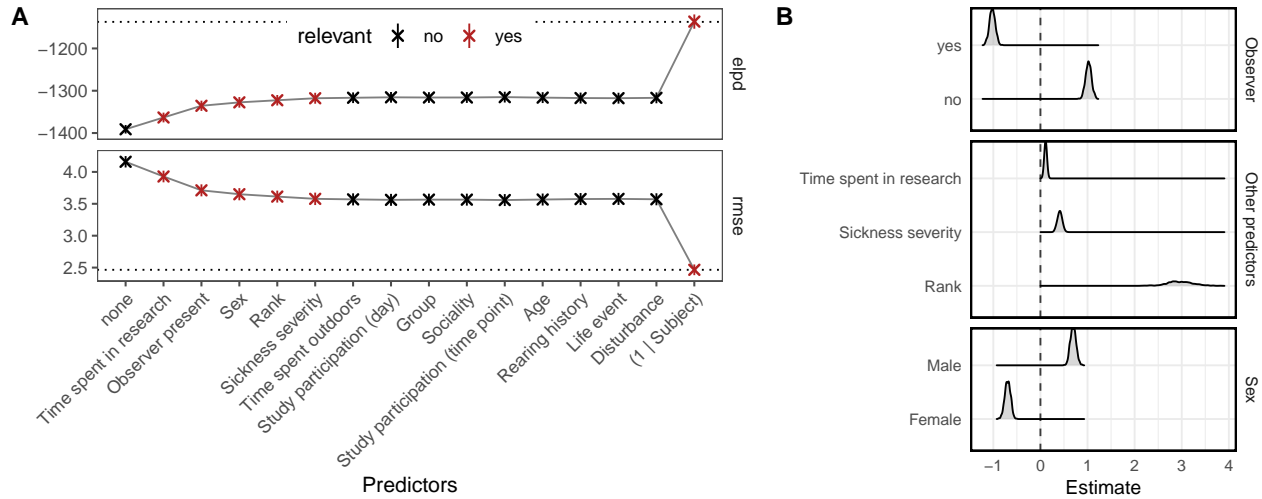 A
relevant no yes
−1200
−1300
−1400
elpd
4.0
3.5
3.0
2.5
rmse
none
Time spent in research
Observer present
Sex
Rank
Sickness severity
Time spent outdoors
Study participation (day)
Group
Sociality
Study participation (time point)
Age
Rearing history
Life event
Disturbance
(1 | Subject)
Predictors
B
yes
no
Observer
Time spent in research
Sickness severity
Rank
Other predictors
Male
Female
Sex
−1 0 1 2 3 4
Estimate